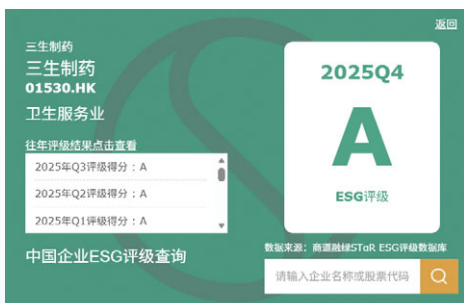 返回
三生制药
三生制药
01530.HK
卫生服务业
往年评级结果点击查看
2025年Q3评级得分：A
2025年Q2评级得分：A
2025年Q1评级得分：A
中国企业ESG评级查询
2025Q4
A
ESG评级
数据来源：商道融绿STaR ESG评级数据库
请输入企业名称或股票代码